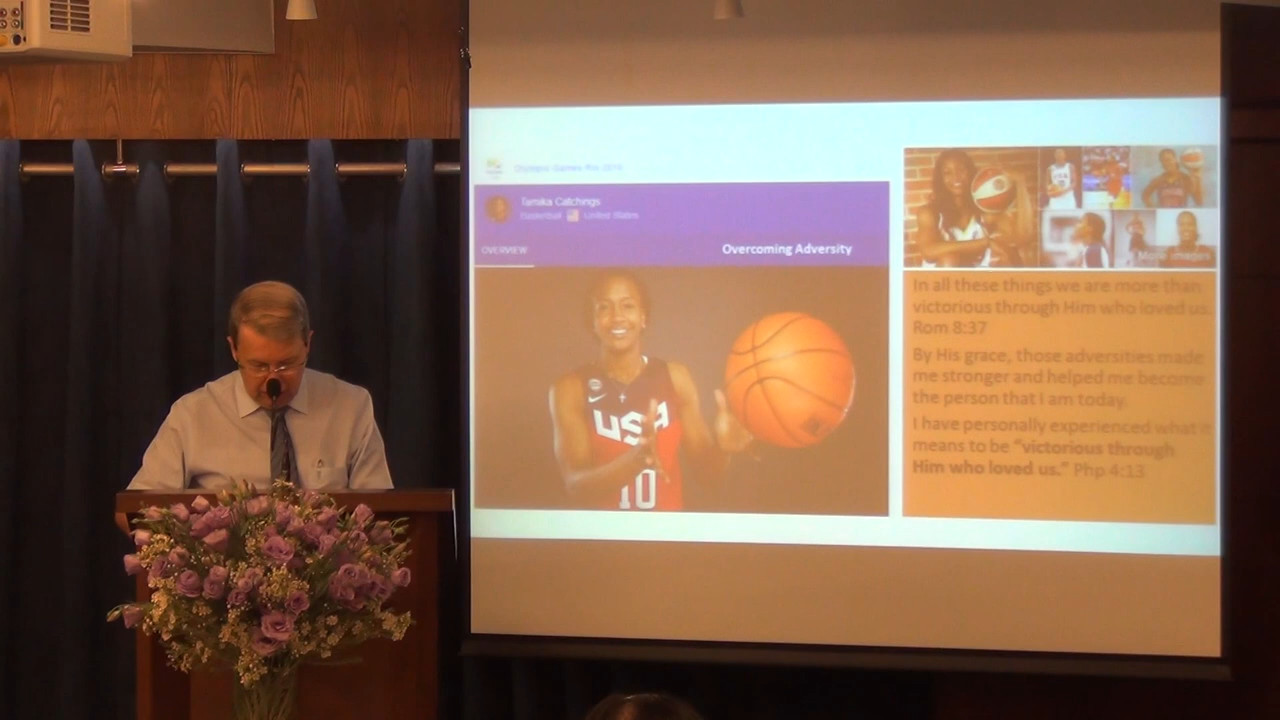 Olympic Games Rio 2016
Tamika Catchings
Basketball United States
OVERVIEW
Overcoming Adversity
USA
10
More images
In all these things we are more than
victorious through Him who loved us.
Rom 8:37
By His grace, those adversities made
me stronger and helped me become
the person that I am today.
I have personally experienced what it
means to be “victorious through
Him who loved us.” Php 4:13